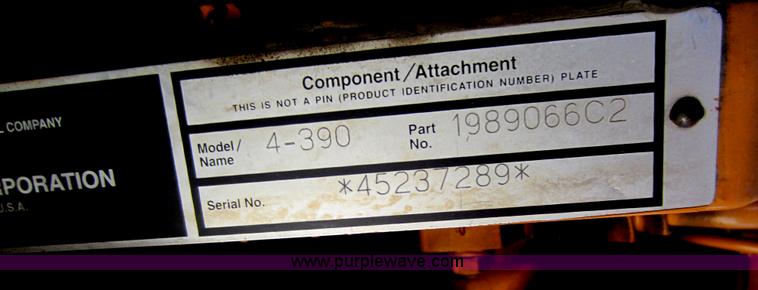 Component/Attachment
THIS IS NOT A PIN (PRODUCT IDENTIFICATION NUMBER) PLATE
L COMPANY
Model/Name 4-390 Part No. 1989066C2
PORATION
U.S.A.
Serial No. *45237289*
www.purplewave.com